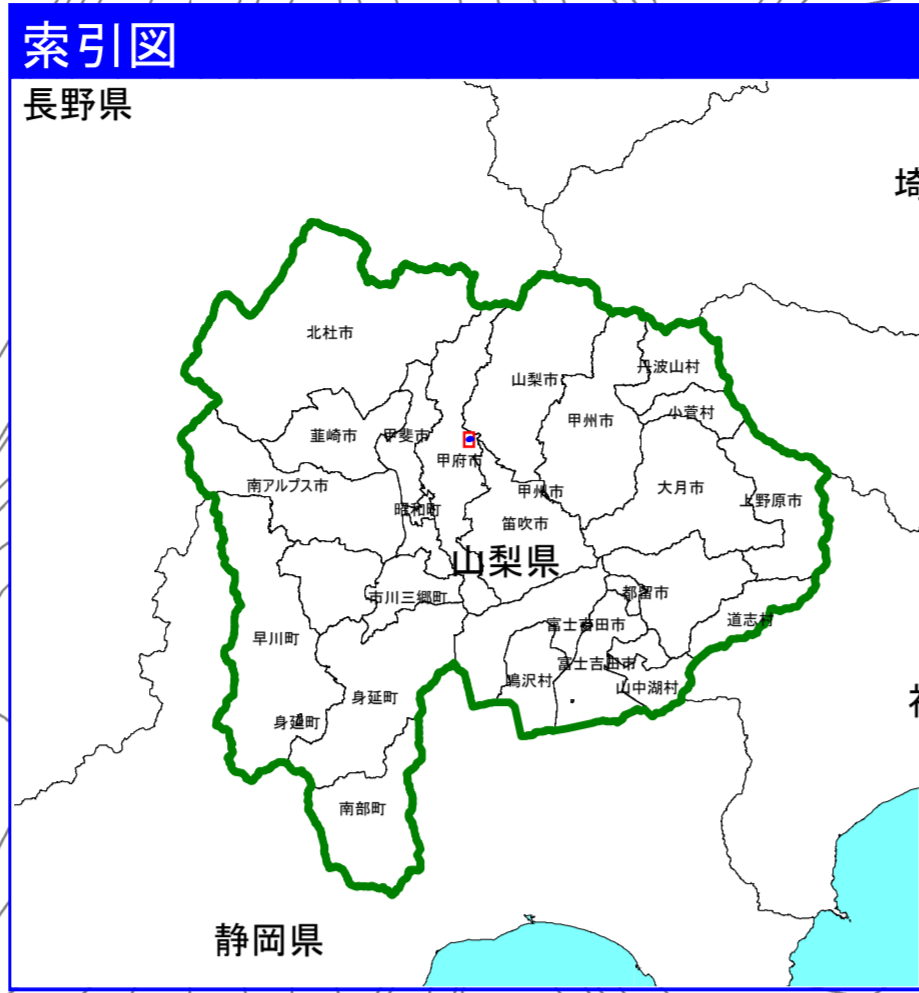 索引図
長野県
埼
北杜市
丹波山村
山梨市
小菅村
甲州市
韮崎市
甲斐市
甲府市
南アルプス市
大月市
甲州市
上野原市
昭和町
笛吹市
山梨県
都留市
市川三郷町
道志村
富士吉田市
早川町
富士吉田市
鳴沢村
山中湖村
身延町
身延町
南部町
静岡県